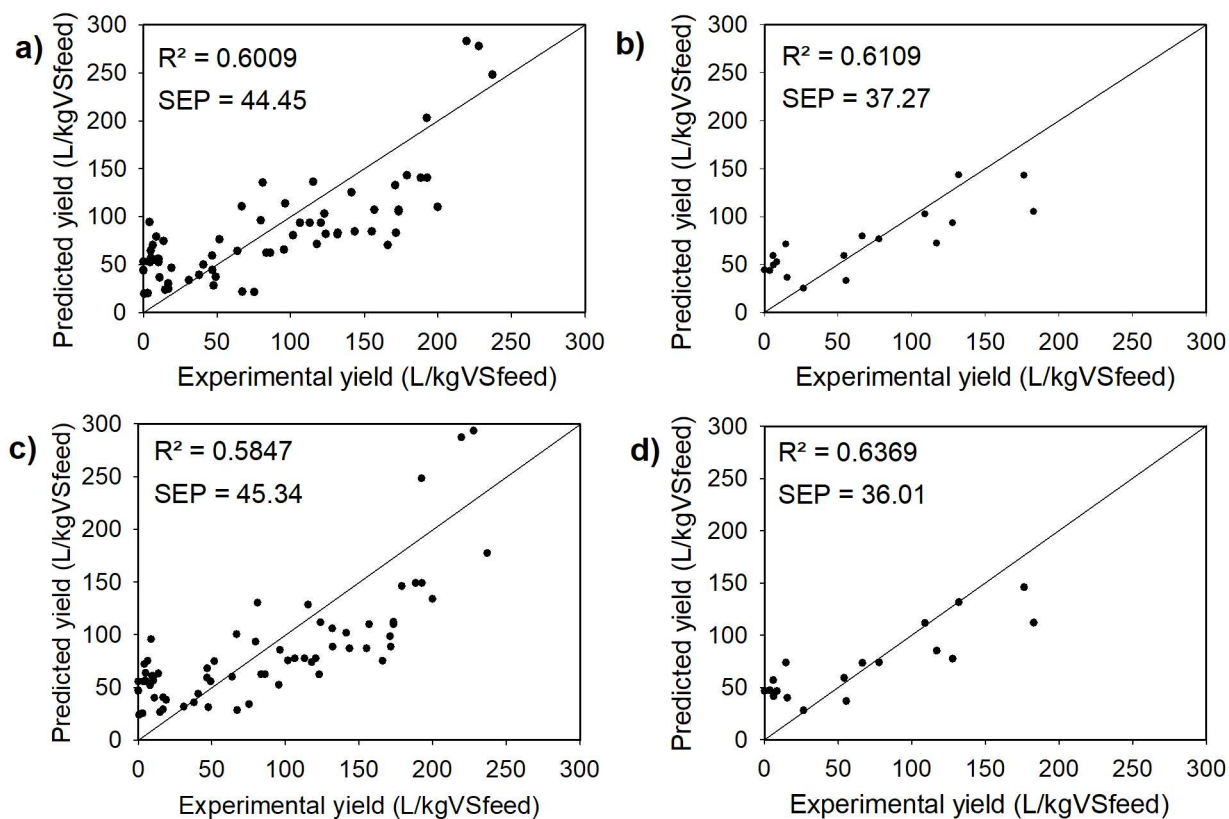 a)
R² = 0.6009
SEP = 44.45
Predicted yield (L/kgVSfeed)
300
250
200
150
100
50
0
0 50 100 150 200 250 300
Experimental yield (L/kgVSfeed)
b)
R² = 0.6109
SEP = 37.27
Predicted yield (L/kgVSfeed)
300
250
200
150
100
50
0
0 50 100 150 200 250 300
Experimental yield (L/kgVSfeed)
c)
R² = 0.5847
SEP = 45.34
Predicted yield (L/kgVSfeed)
300
250
200
150
100
50
0
0 50 100 150 200 250 300
Experimental yield (L/kgVSfeed)
d)
R² = 0.6369
SEP = 36.01
Predicted yield (L/kgVSfeed)
300
250
200
150
100
50
0
0 50 100 150 200 250 300
Experimental yield (L/kgVSfeed)